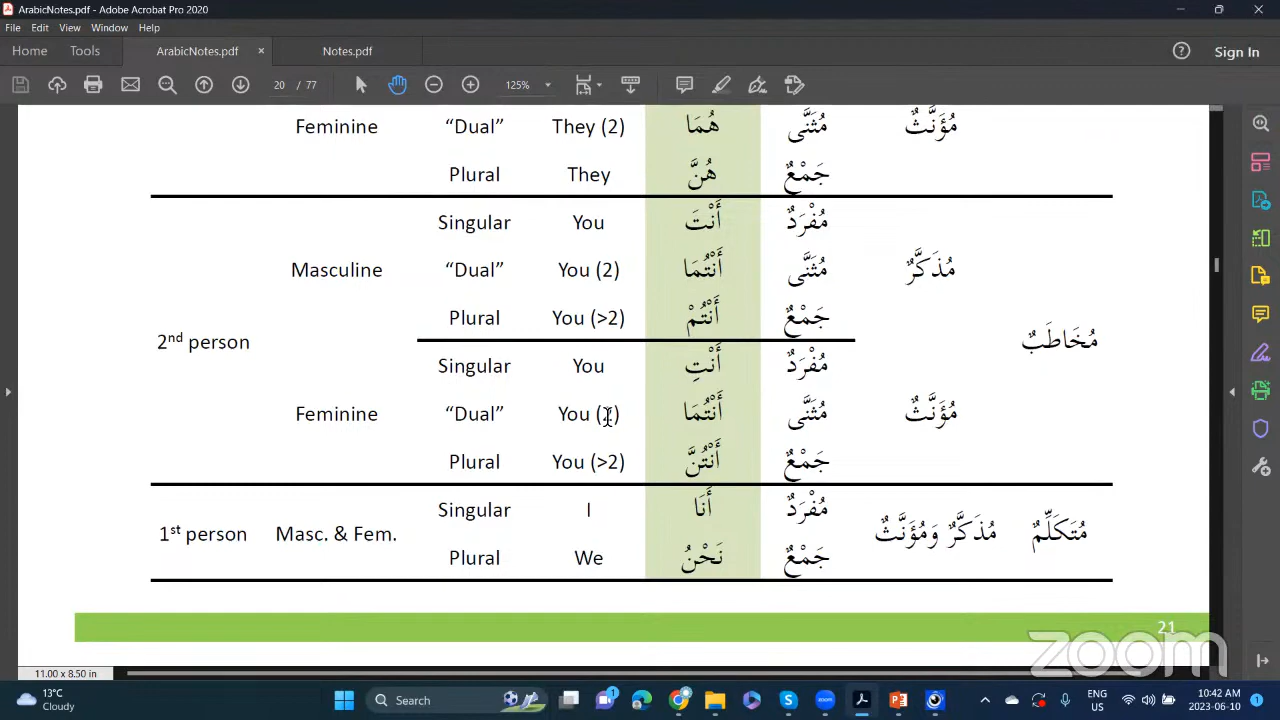 ArabicNotes.pdf - Adobe Acrobat Pro 2020
File Edit View Window Help
Home Tools ArabicNotes.pdf × Notes.pdf ? Sign In
20 / 77 125%
Feminine “Dual” They (2) هُمَا مُثَنَّى مُؤَنَّثٌ
Plural They هُنَّ جَمْعٌ
Singular You أَنْتَ مُفْرَدٌ
Masculine “Dual” You (2) أَنْتُمَا مُثَنَّى مُذَكَّرٌ
Plural You (>2) أَنْتُمْ جَمْعٌ
2nd person مُخَاطَبٌ
Singular You أَنْتِ مُفْرَدٌ
Feminine “Dual” You (2) أَنْتُمَا مُثَنَّى مُؤَنَّثٌ
Plural You (>2) أَنْتُنَّ جَمْعٌ
Singular I أَنَا مُفْرَدٌ
1st person Masc. & Fem. مُذَكَّرٌ وَمُؤَنَّثٌ مُتَكَلِّمٌ
Plural We نَحْنُ جَمْعٌ
21
zoom
11.00 x 8.50 in
13°C
Cloudy
Search
1
ENG
US
10:42 AM
2023-06-10
1